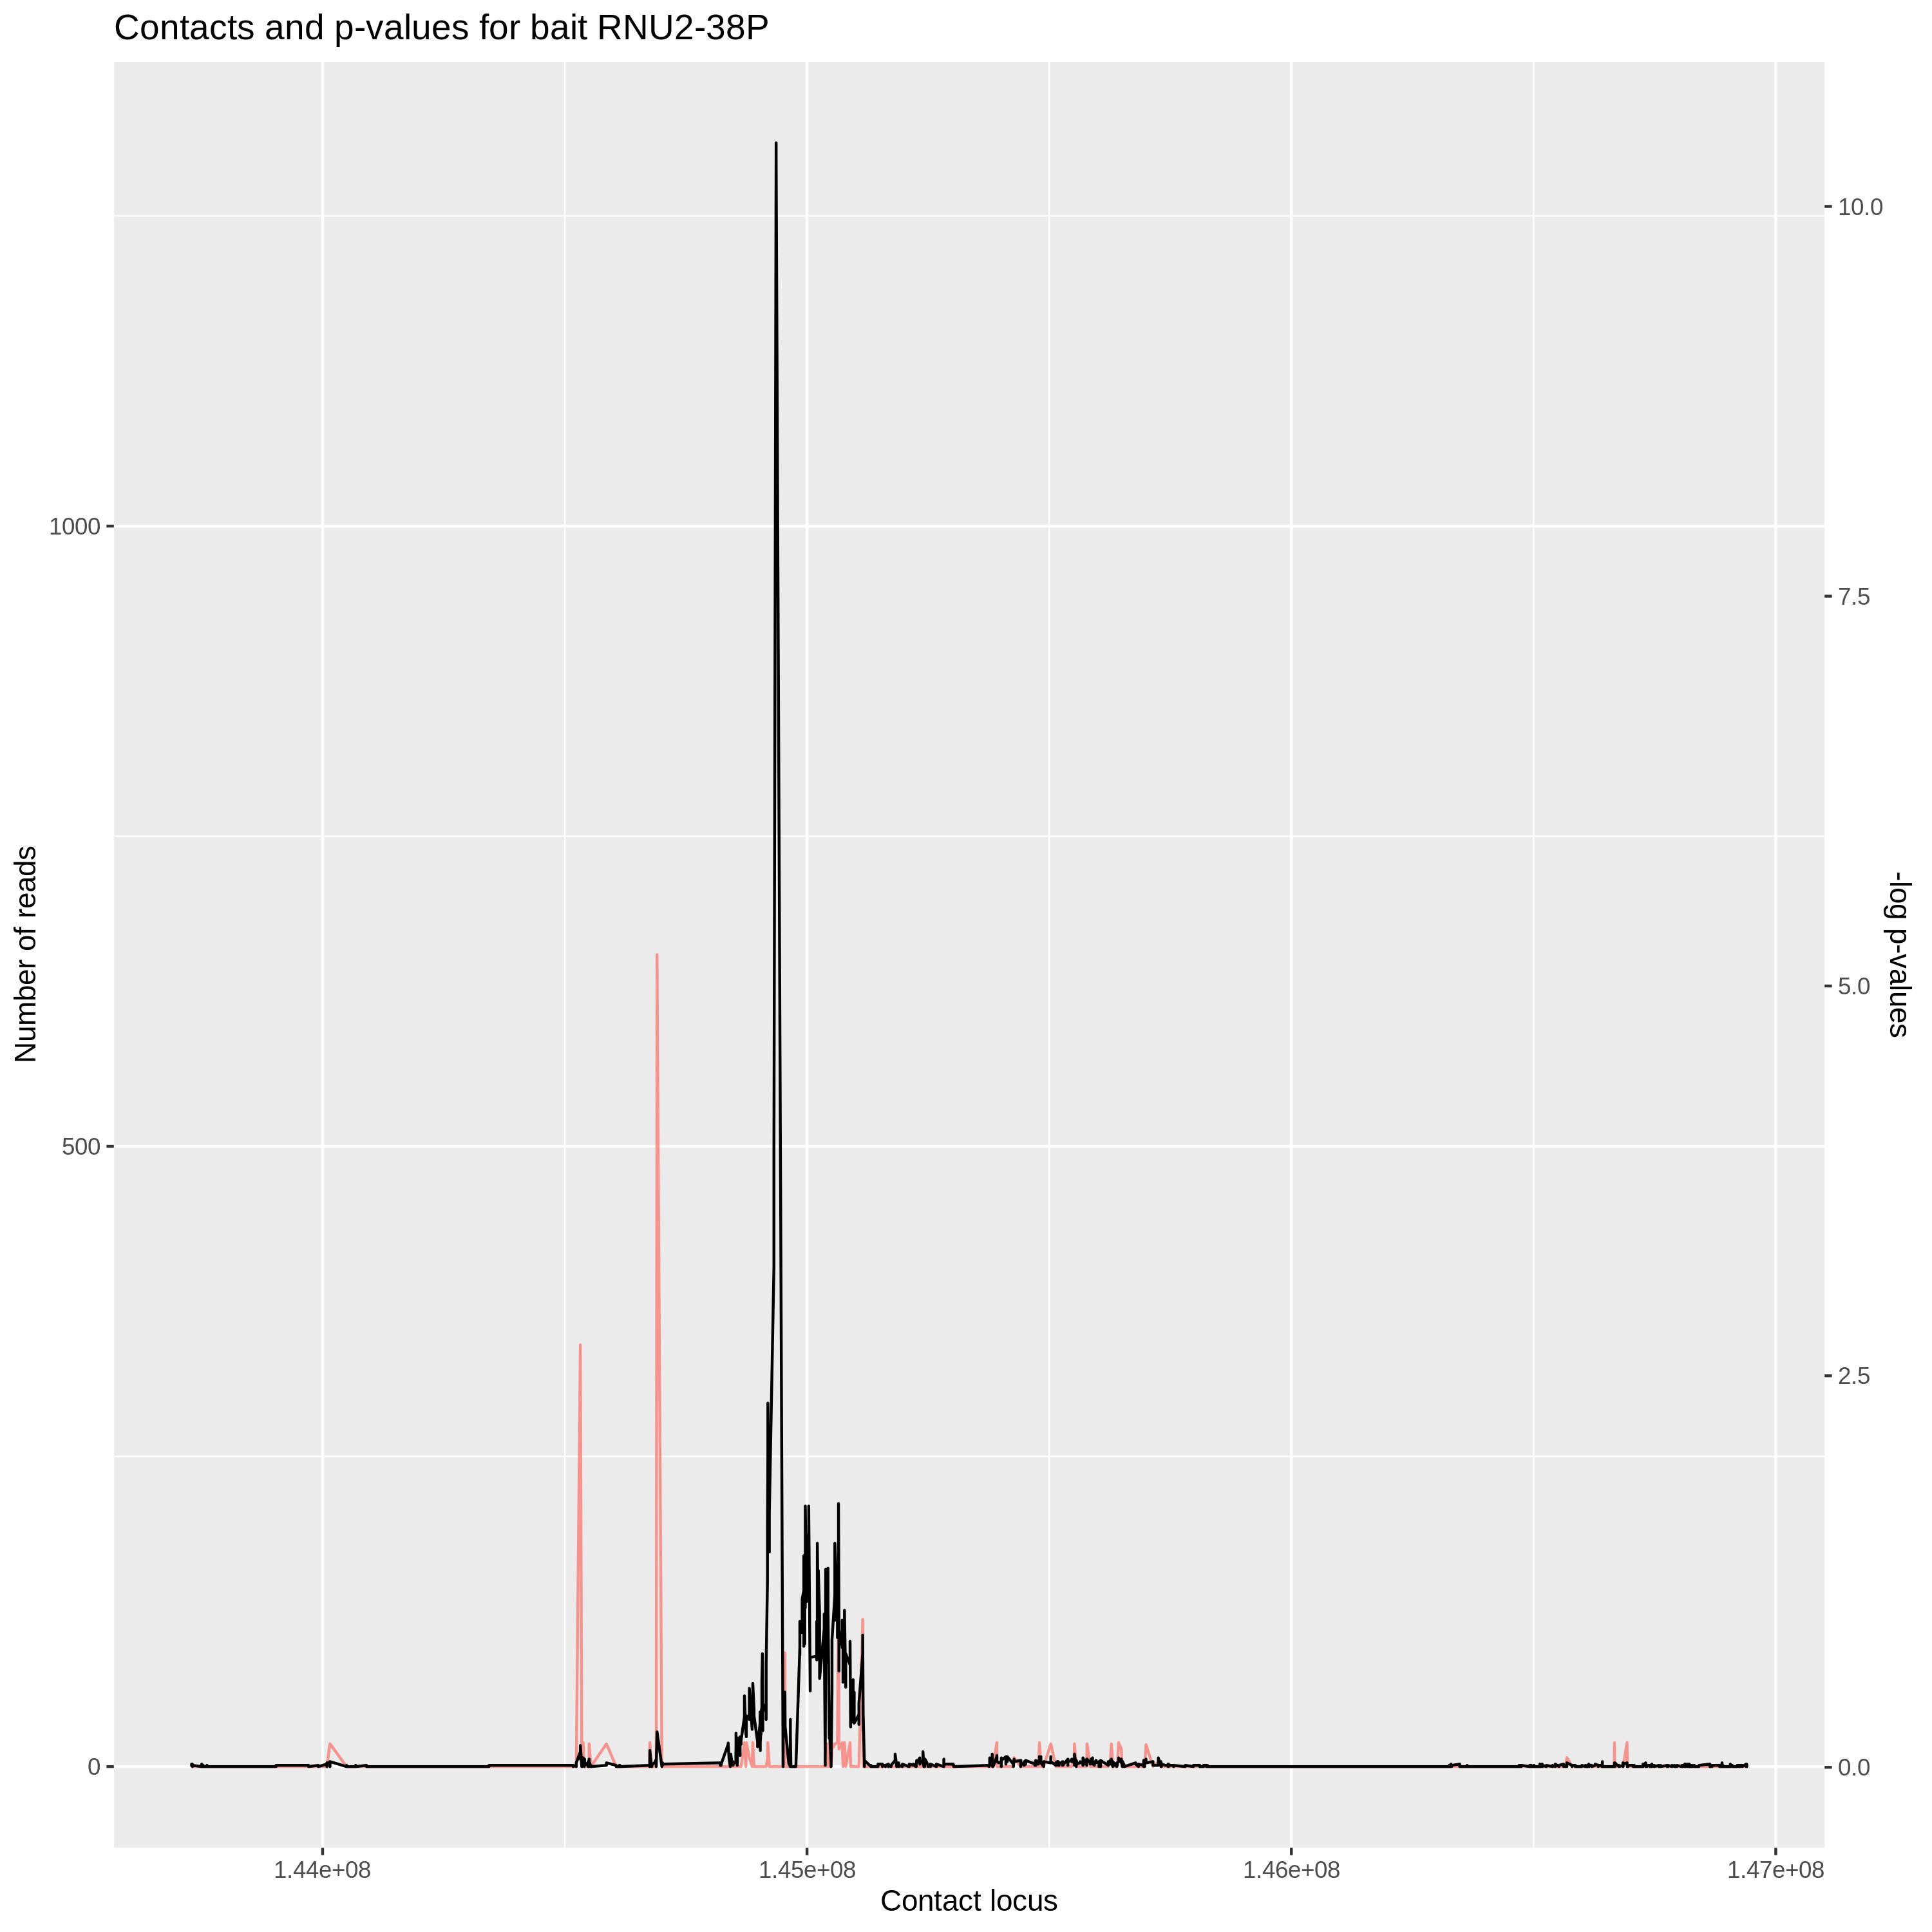 Contacts and p-values for bait RNU2-38P
10.0
1000
7.5
Number of reads
-log p-values
5.0
500
2.5
0
0.0
1.44e+08
1.45e+08
1.46e+08
1.47e+08
Contact locus